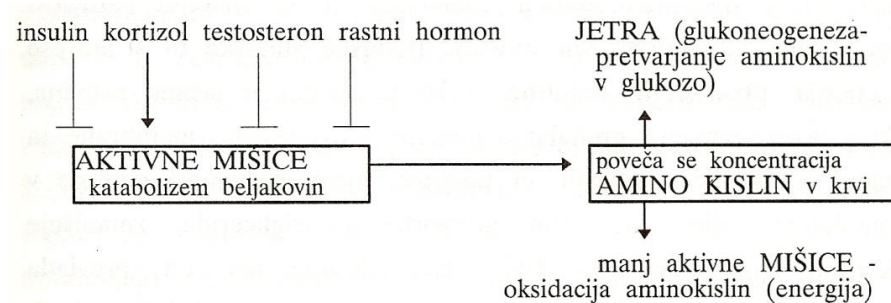 insulin kortizol testosteron rastni hormon
JETRA (glukoneogeneza-
pretvarjanje aminokislin
v glukozo)
AKTIVNE MIŠICE
katabolizem beljakovin
poveča se koncentracija
AMINO KISLIN v krvi
manj aktivne MIŠICE -
oksidacija aminokislin (energija)